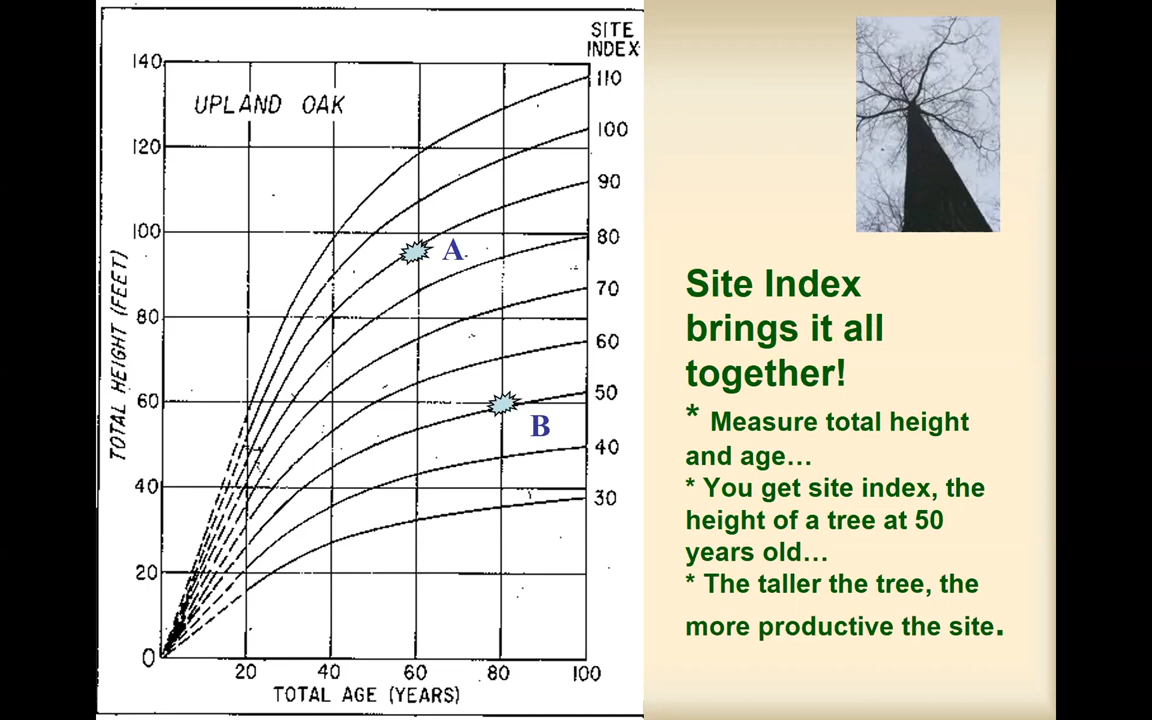 SITE
INDEX
140
110
UPLAND OAK
100
120
90
100
80
A
70
80
60
60
50
B
40
40
30
20
0
20 40 60 80 100
TOTAL AGE (YEARS)
TOTAL HEIGHT (FEET)
Site Index
brings it all
together!
* Measure total height
and age...
* You get site index, the
height of a tree at 50
years old...
* The taller the tree, the
more productive the site.